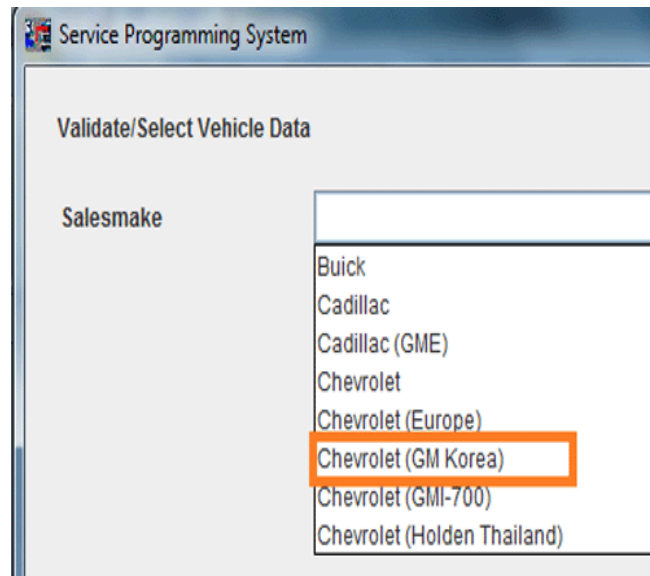 Service Programming System
Validate/Select Vehicle Data
Salesmake
Buick
Cadillac
Cadillac (GME)
Chevrolet
Chevrolet (Europe)
Chevrolet (GM Korea)
Chevrolet (GMI-700)
Chevrolet (Holden Thailand)